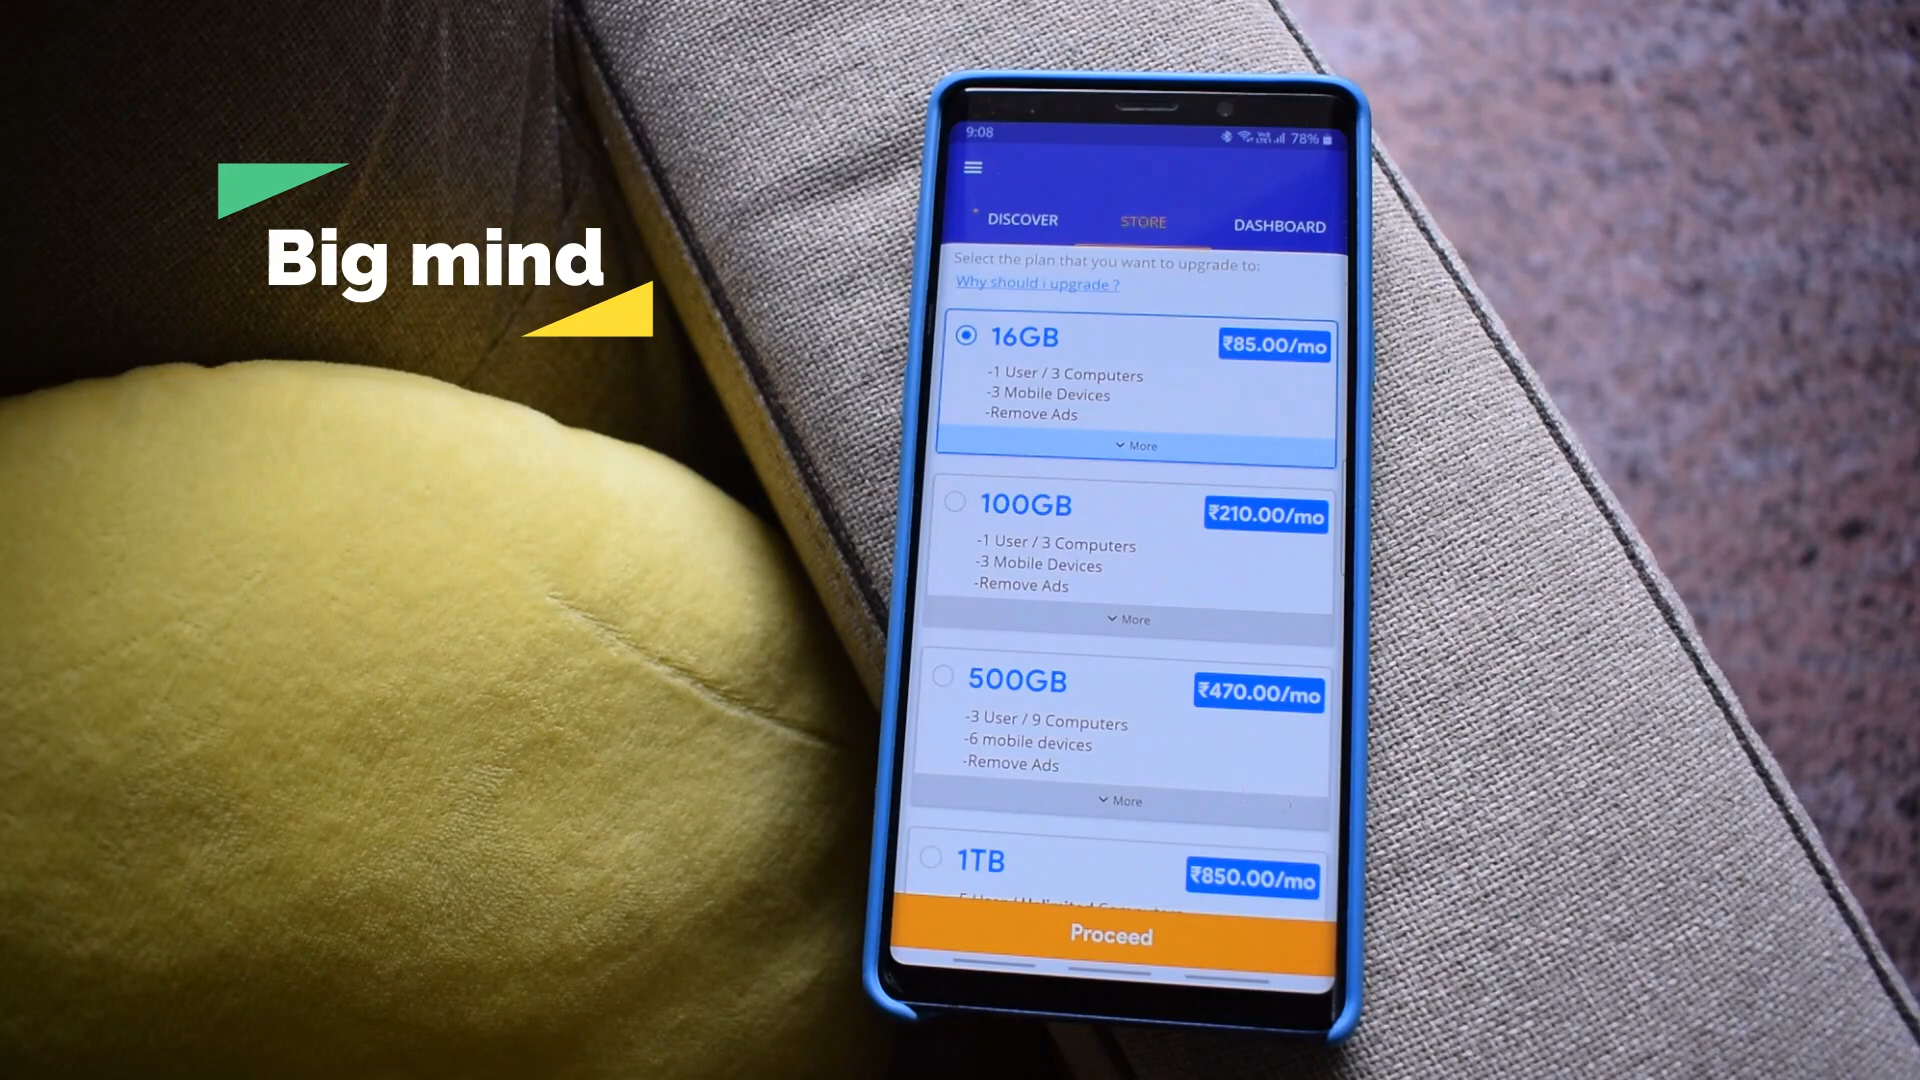 Big mind
9:08
78%
DISCOVER
STORE
DASHBOARD
Select the plan that you want to upgrade to:
Why should i upgrade ?
16GB
₹85.00/mo
-1 User / 3 Computers
-3 Mobile Devices
-Remove Ads
More
100GB
₹210.00/mo
-1 User / 3 Computers
-3 Mobile Devices
-Remove Ads
More
500GB
₹470.00/mo
-3 User / 9 Computers
-6 mobile devices
-Remove Ads
More
1TB
₹850.00/mo
Proceed